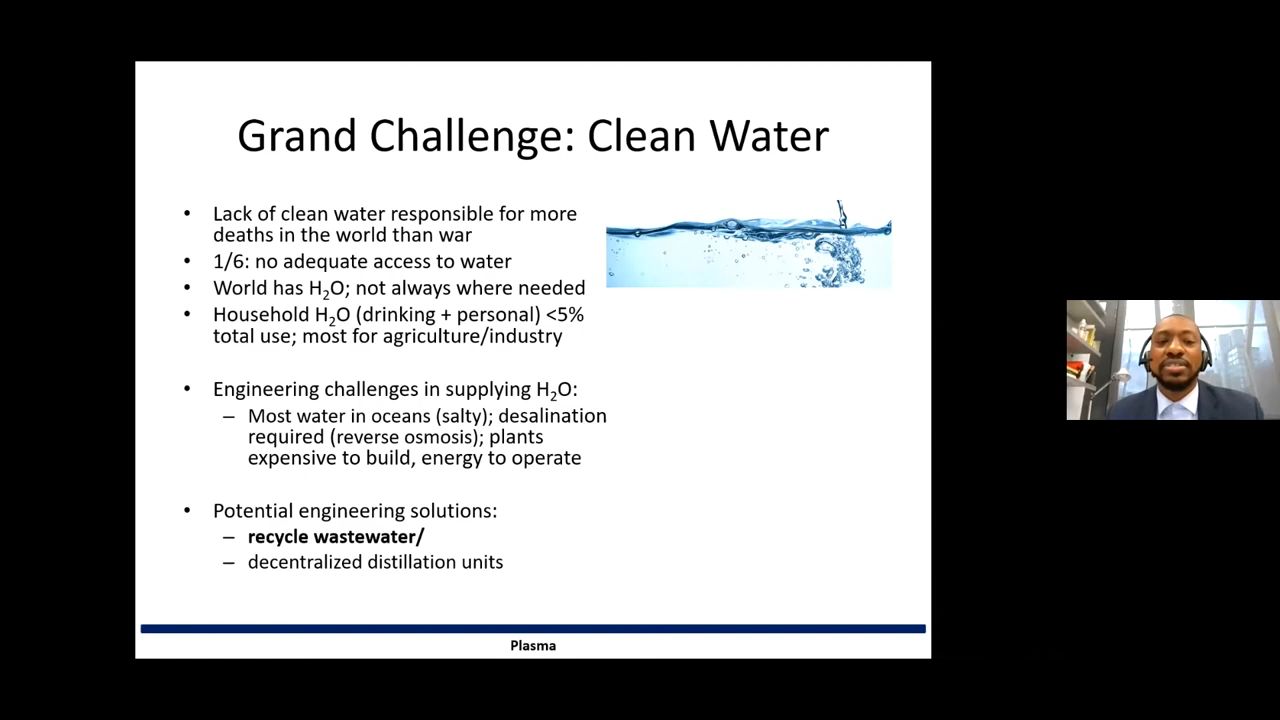 Grand Challenge: Clean Water
• Lack of clean water responsible for more
deaths in the world than war
• 1/6: no adequate access to water
• World has H₂O; not always where needed
• Household H₂O (drinking + personal) <5%
total use; most for agriculture/industry
• Engineering challenges in supplying H₂O:
– Most water in oceans (salty); desalination
required (reverse osmosis); plants
expensive to build, energy to operate
• Potential engineering solutions:
– recycle wastewater/
– decentralized distillation units
Plasma